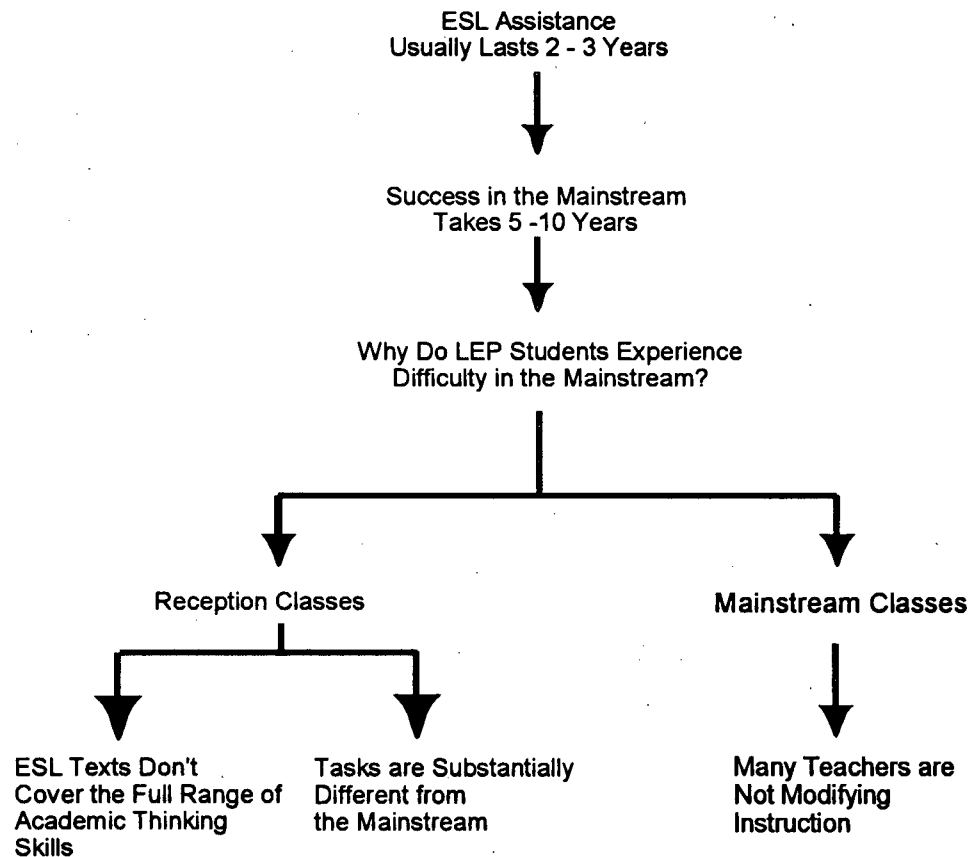 ESL Assistance
Usually Lasts 2 - 3 Years
Success in the Mainstream
Takes 5 -10 Years
Why Do LEP Students Experience
Difficulty in the Mainstream?
Reception Classes
Mainstream Classes
ESL Texts Don't
Cover the Full Range of
Academic Thinking
Skills
Tasks are Substantially
Different from
the Mainstream
Many Teachers are
Not Modifying
Instruction